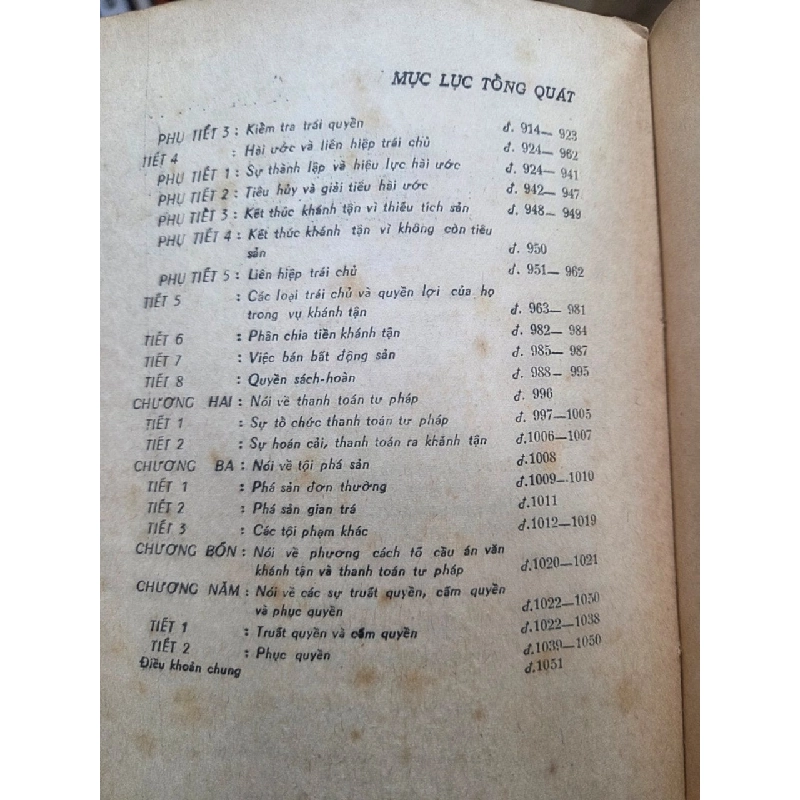 MỤC LỤC TỔNG QUÁT
PHỤ TIẾT 3 : Kiểm tra trái quyền đ. 914— 923
TIẾT 4 : Hài ước và liên hiệp trái chủ đ. 924— 962
PHỤ TIẾT 1 : Sự thành lập và hiệu lực hài ước đ. 924— 941
PHỤ TIẾT 2 : Tiêu hủy và giải tiêu hài ước đ. 942— 947
PHỤ TIẾT 3 : Kết thúc khánh tận vì thiếu tích sản đ. 948— 949
PHỤ TIẾT 4 : Kết thúc khánh tận vì không còn tiêu
sản đ. 950
PHỤ TIẾT 5 : Liên hiệp trái chủ đ. 951— 962
TIẾT 5 : Các loại trái chủ và quyền lợi của họ
trong vụ khánh tận đ. 963— 981
TIẾT 6 : Phân chia tiền khánh tận đ. 982— 984
TIẾT 7 : Việc bán bất động sản đ. 985— 987
TIẾT 8 : Quyền sách-hoàn đ. 988— 995
CHƯƠNG HAI : Nói về thanh toán tư pháp đ. 996
TIẾT 1 : Sự tổ chức thanh toán tư pháp đ. 997—1005
TIẾT 2 : Sự hoán cải, thanh toán ra khánh tận đ.1006—1007
CHƯƠNG BA : Nói về tội phá sản đ.1008
TIẾT 1 : Phá sản đơn thường đ.1009—1010
TIẾT 2 : Phá sản gian trá đ.1011
TIẾT 3 : Các tội phạm khác đ.1012—1019
CHƯƠNG BỐN : Nói về phương cách tố cầu án văn
khánh tận và thanh toán tư pháp đ.1020—1021
CHƯƠNG NĂM : Nói về các sự truất quyền, cấm quyền
và phục quyền đ.1022—1050
TIẾT 1 : Truất quyền và cấm quyền đ.1022—1038
TIẾT 2 : Phục quyền đ.1039—1050
Điều khoản chung đ.1051